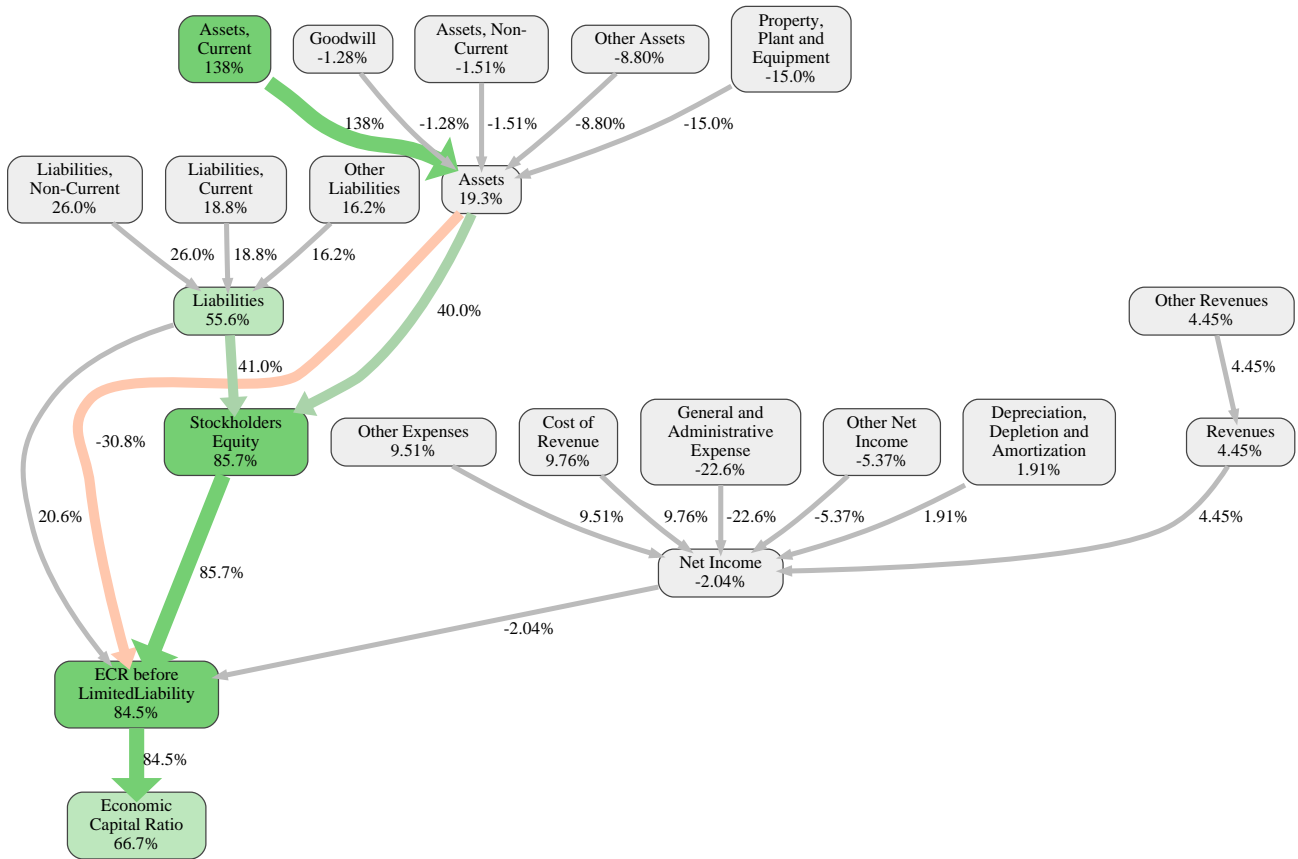 Assets,
Current
138%
Goodwill
-1.28%
Assets, Non-
Current
-1.51%
Other Assets
-8.80%
Property,
Plant and
Equipment
-15.0%
138%
-1.28%
-1.51%
-8.80%
-15.0%
Liabilities,
Non-Current
26.0%
Liabilities,
Current
18.8%
Other
Liabilities
16.2%
Assets
19.3%
26.0%
18.8%
16.2%
Liabilities
55.6%
40.0%
Other Revenues
4.45%
41.0%
4.45%
-30.8%
Stockholders
Equity
85.7%
Other Expenses
9.51%
Cost of
Revenue
9.76%
General and
Administrative
Expense
-22.6%
Other Net
Income
-5.37%
Depreciation,
Depletion and
Amortization
1.91%
Revenues
4.45%
20.6%
9.51%
9.76%
-22.6%
-5.37%
1.91%
4.45%
85.7%
Net Income
-2.04%
-2.04%
ECR before
LimitedLiability
84.5%
84.5%
Economic
Capital Ratio
66.7%